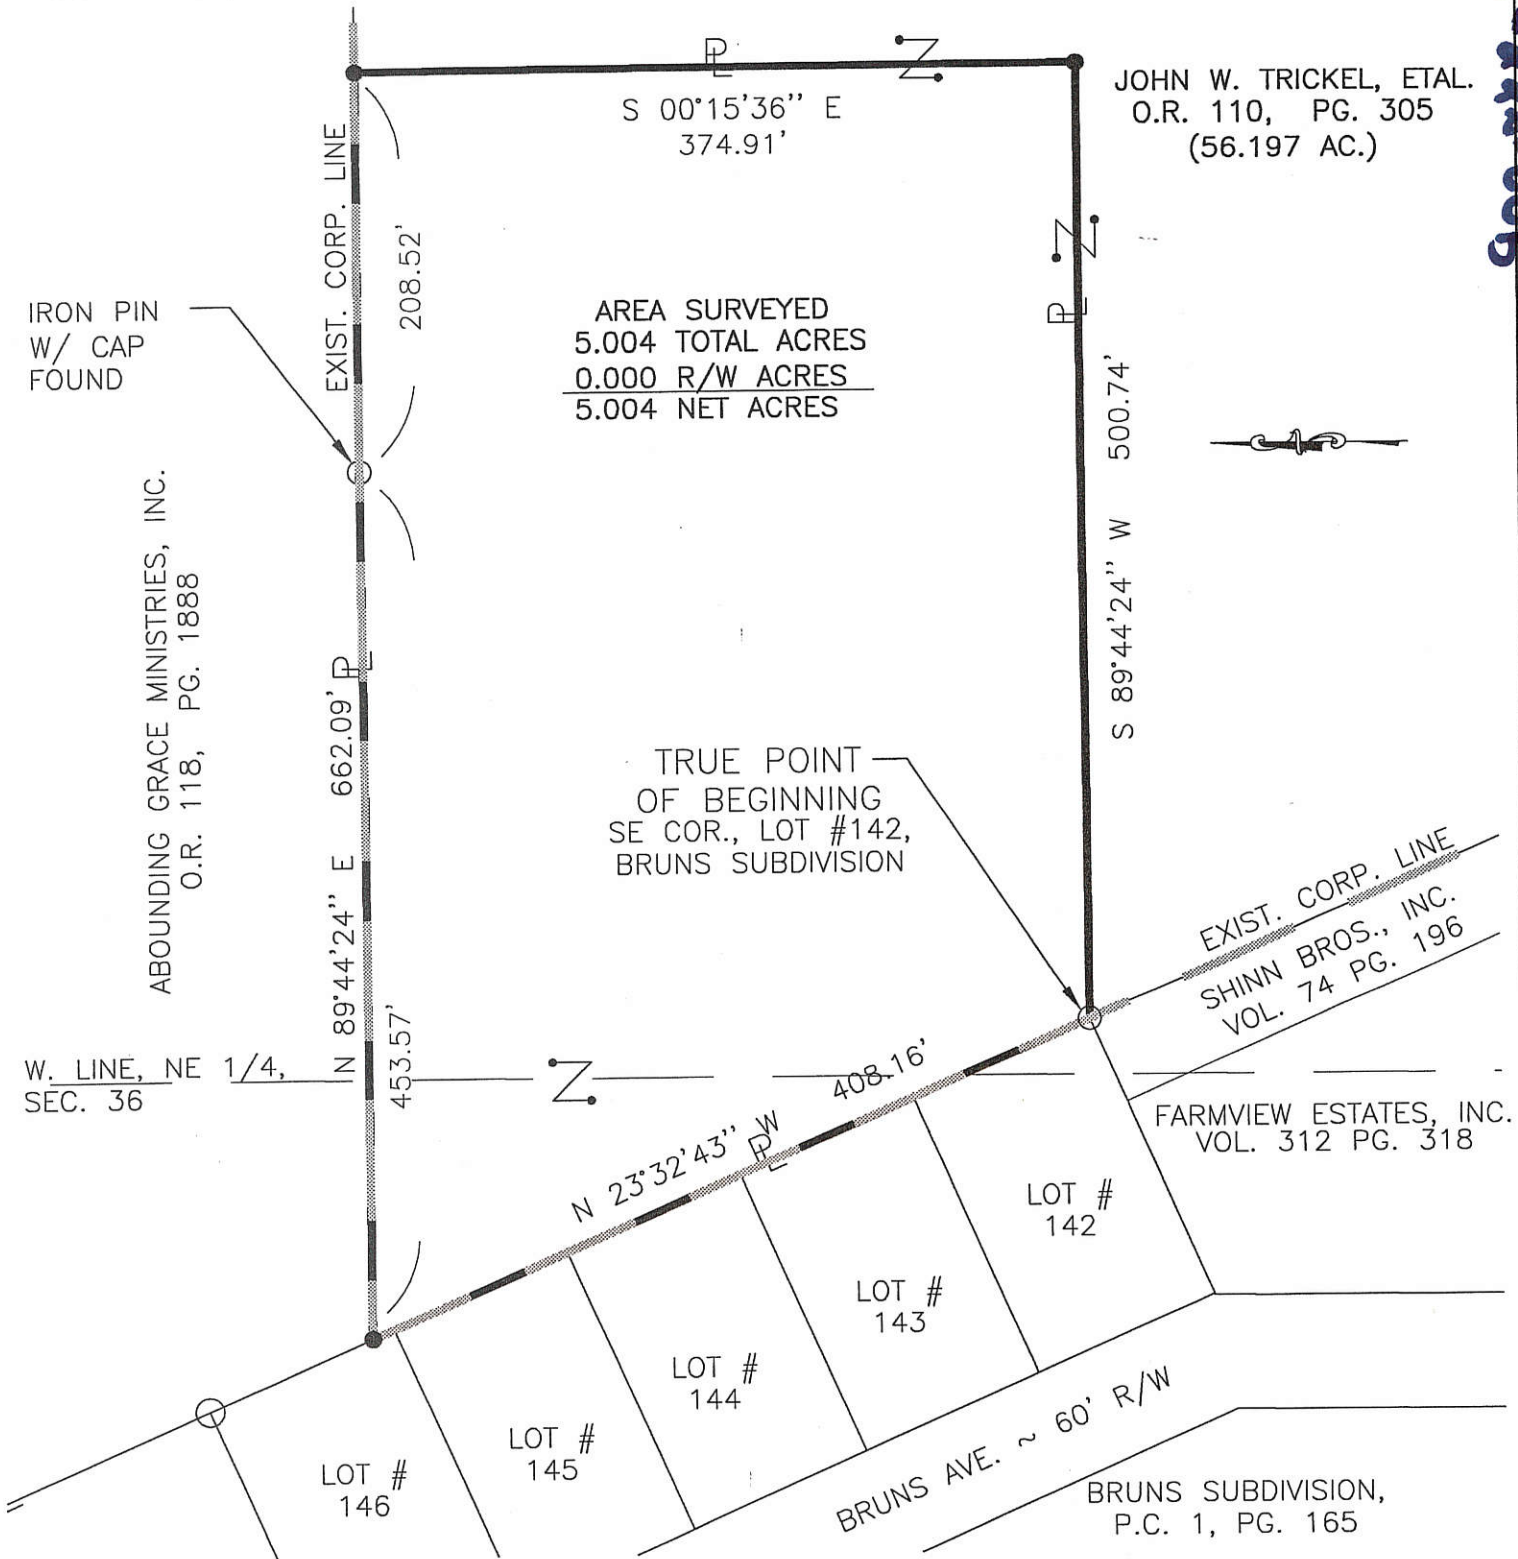 PL
S 00°15'36" E
374.91'
JOHN W. TRICKEL, ETAL.
O.R. 110, PG. 305
(56.197 AC.)
EXIST. CORP. LINE
208.52'
IRON PIN
W/ CAP
FOUND
AREA SURVEYED
5.004 TOTAL ACRES
0.000 R/W ACRES
5.004 NET ACRES
PL
500.74'
S 89°44'24" W
ABOUNDING GRACE MINISTRIES, INC.
O.R. 118, PG. 1888
PL
N 89°44'24" E 662.09'
453.57'
TRUE POINT
OF BEGINNING
SE COR., LOT #142,
BRUNS SUBDIVISION
EXIST. CORP. LINE
SHINN BROS., INC.
VOL. 74 PG. 196
W. LINE, NE 1/4,
SEC. 36
N 23°32'43" W 408.16'
PL
FARMVIEW ESTATES, INC.
VOL. 312 PG. 318
LOT #
142
LOT #
143
LOT #
144
LOT #
145
LOT #
146
BRUNS AVE. ~ 60' R/W
BRUNS SUBDIVISION,
P.C. 1, PG. 165